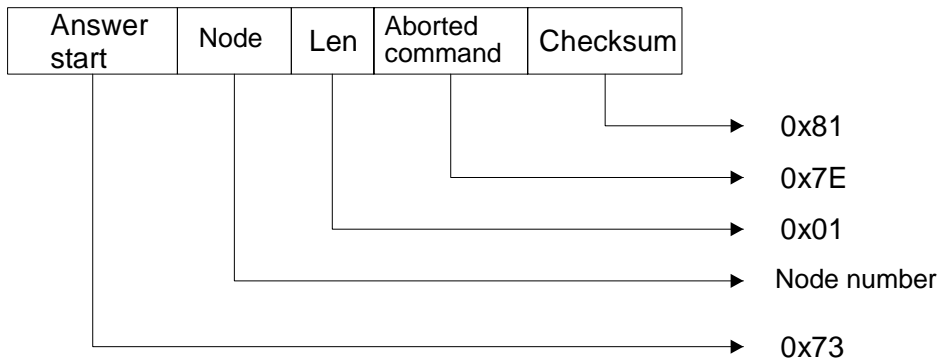 Answer
start
Node
Len
Aborted
command
Checksum
0x81
0x7E
0x01
Node number
0x73